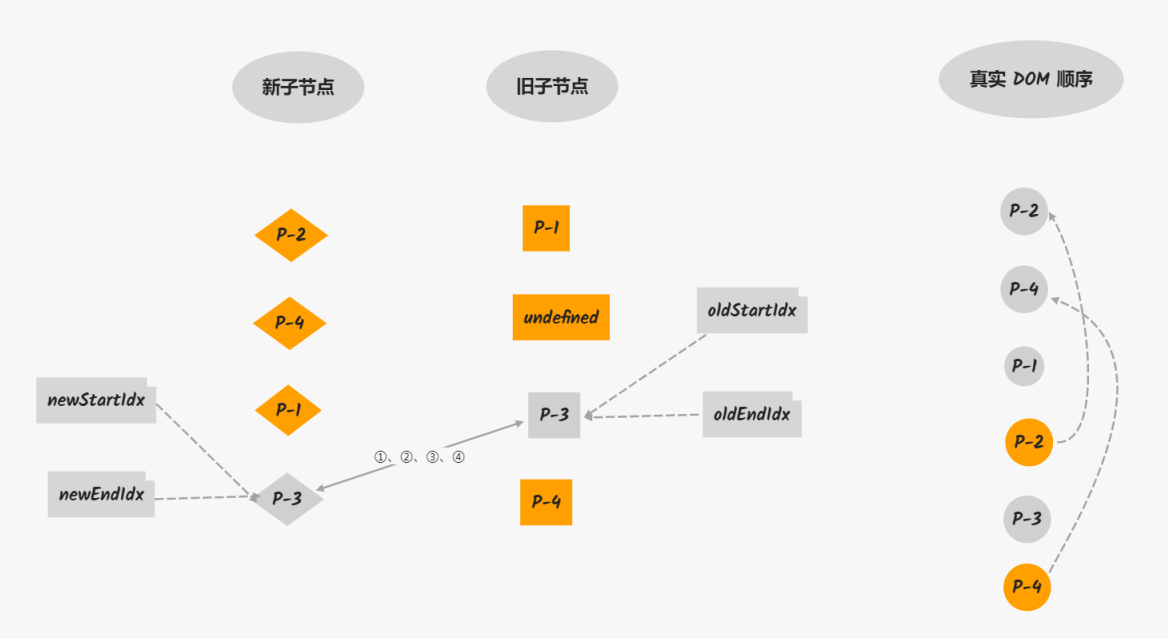 新子节点
旧子节点
真实 DOM 顺序
P-2
P-1
P-2
P-4
undefined
oldStartIdx
P-4
P-1
newStartIdx
P-1
P-3
oldEndIdx
P-2
①、②、③、④
newEndIdx
P-3
P-4
P-3
P-4